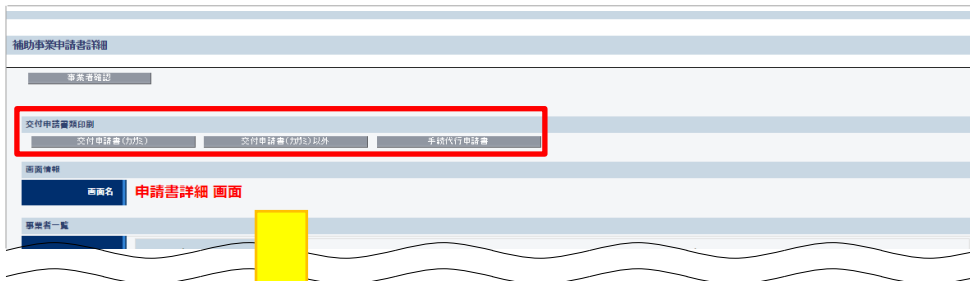 補助事業申請書詳細
事業者確認
交付申請書類印刷
交付申請書(カガミ) 交付申請書(カガミ)以外 手続代行申請書
画面情報
画面名 申請書詳細 画面
事業者一覧